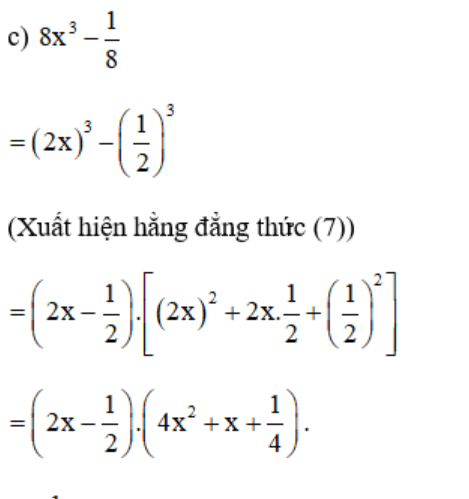 c) 8x³ − 1/8
= (2x)³ − (1/2)³
(Xuất hiện hằng đẳng thức (7))
= (2x − 1/2).[(2x)² + 2x.1/2 + (1/2)²]
= (2x − 1/2).(4x² + x + 1/4).